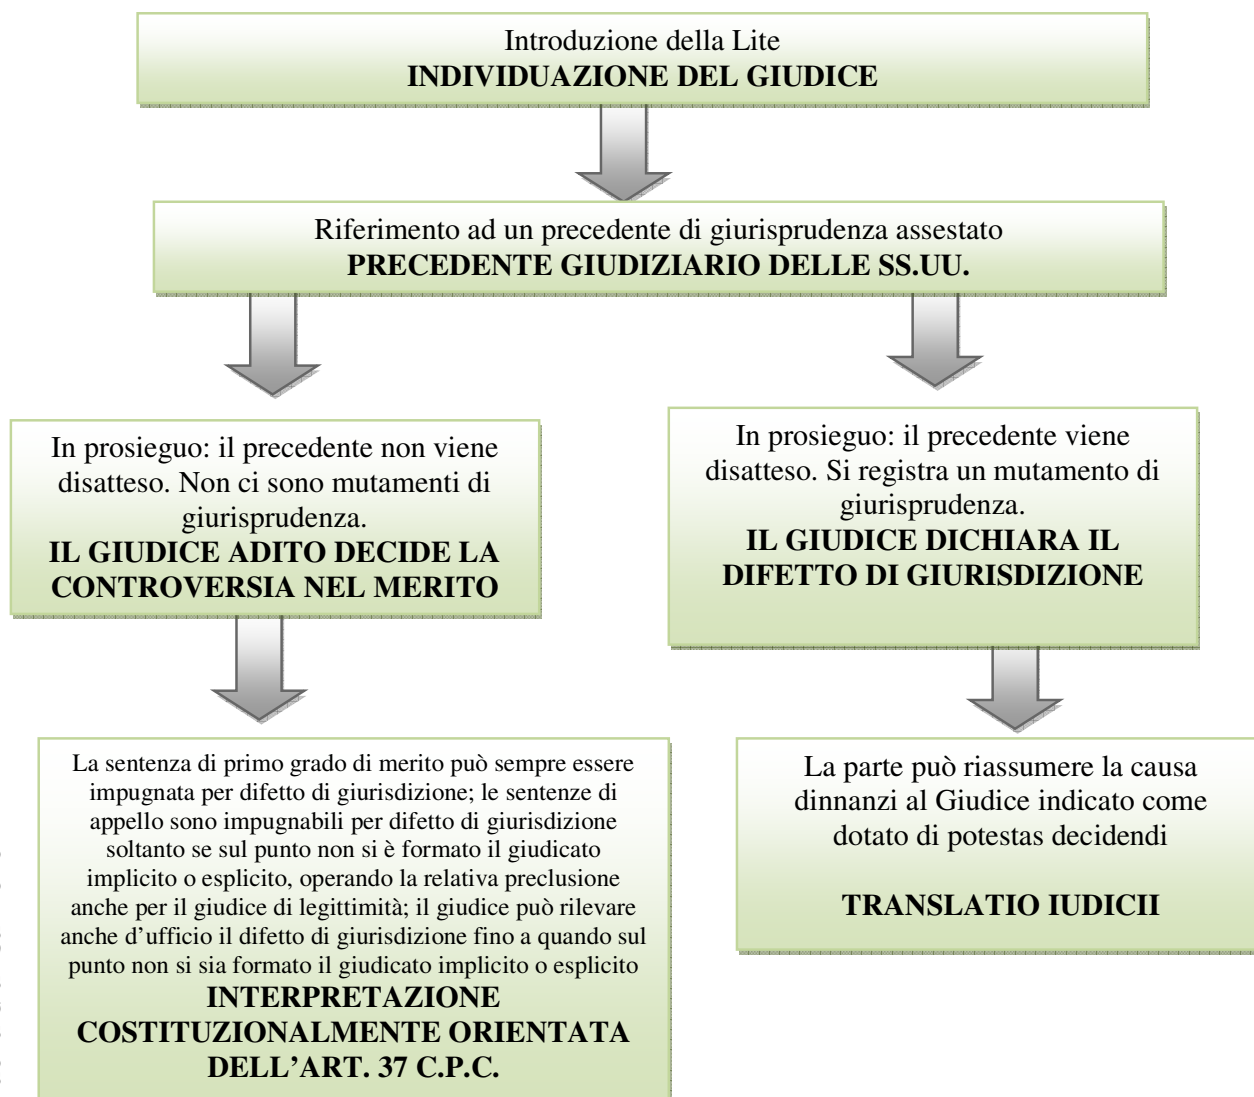 Introduzione della Lite
INDIVIDUAZIONE DEL GIUDICE
Riferimento ad un precedente di giurisprudenza assestato
PRECEDENTE GIUDIZIARIO DELLE SS.UU.
In prosieguo: il precedente non viene
disatteso. Non ci sono mutamenti di
giurisprudenza.
IL GIUDICE ADITO DECIDE LA
CONTROVERSIA NEL MERITO
In prosieguo: il precedente viene
disatteso. Si registra un mutamento di
giurisprudenza.
IL GIUDICE DICHIARA IL
DIFETTO DI GIURISDIZIONE
La sentenza di primo grado di merito può sempre essere
impugnata per difetto di giurisdizione; le sentenze di
appello sono impugnabili per difetto di giurisdizione
soltanto se sul punto non si è formato il giudicato
implicito o esplicito, operando la relativa preclusione
anche per il giudice di legittimità; il giudice può rilevare
anche d’ufficio il difetto di giurisdizione fino a quando sul
punto non si sia formato il giudicato implicito o esplicito
INTERPRETAZIONE
COSTITUZIONALMENTE ORIENTATA
DELL’ART. 37 C.P.C.
La parte può riassumere la causa
dinnanzi al Giudice indicato come
dotato di potestas decidendi
TRANSLATIO IUDICII